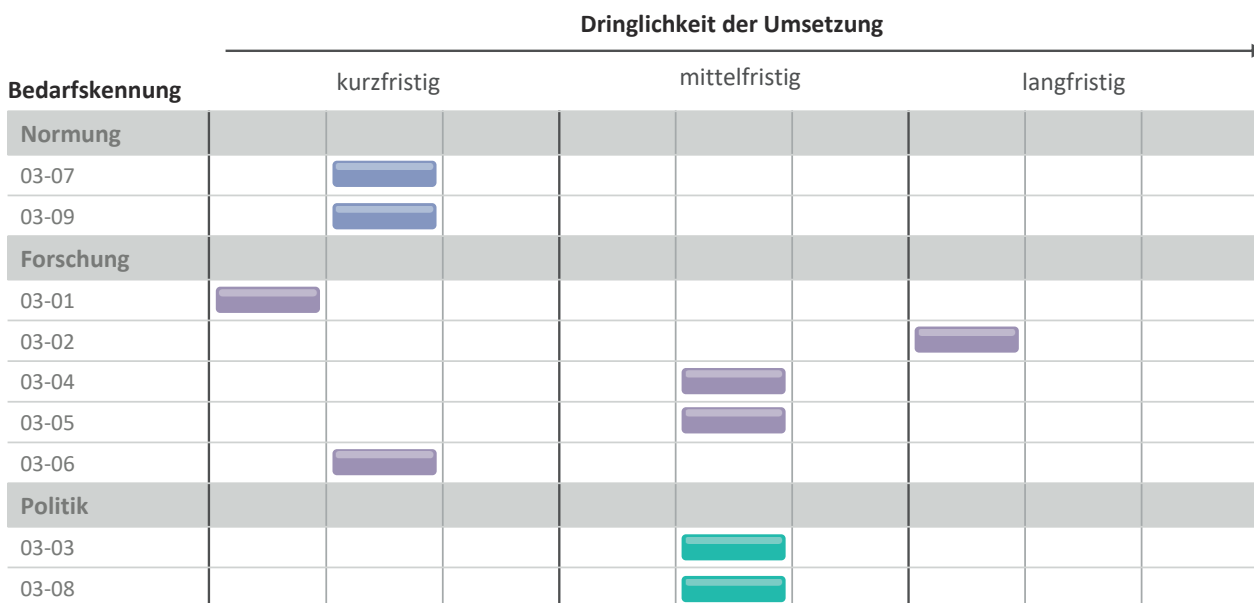 Dringlichkeit der Umsetzung
Bedarfskennung
kurzfristig
mittelfristig
langfristig
Normung
03-07
03-09
Forschung
03-01
03-02
03-04
03-05
03-06
Politik
03-03
03-08